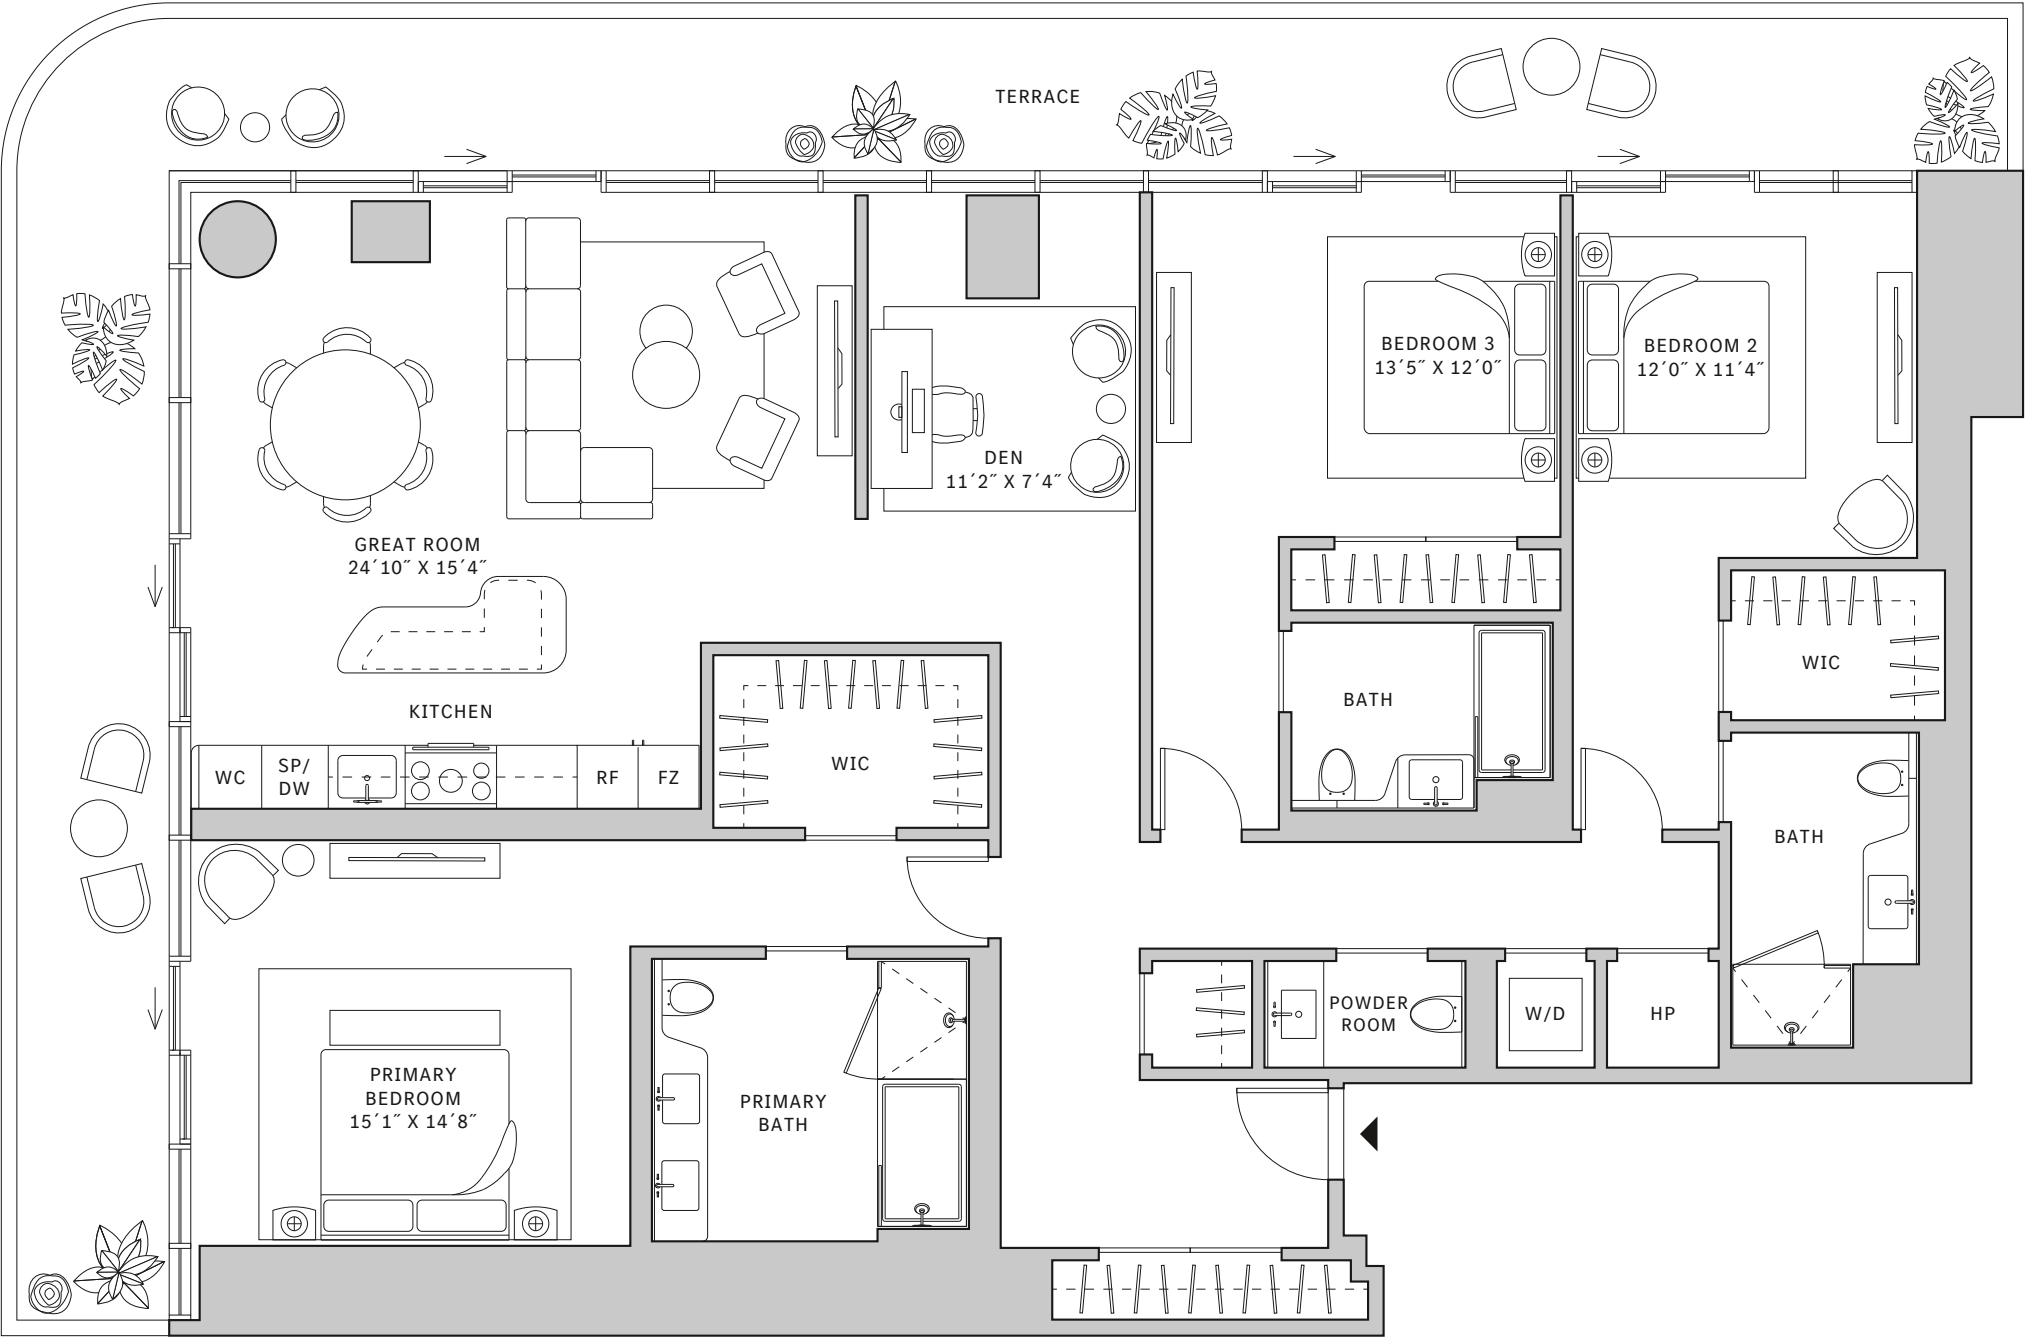 TERRACE
BEDROOM 3
13´5˝ X 12´0˝
BEDROOM 2
12´0˝ X 11´4˝
DEN
11´2˝ X 7´4˝
GREAT ROOM
24´10˝ X 15´4˝
WIC
BATH
KITCHEN
WC
SP/
DW
RF
FZ
WIC
BATH
POWDER
ROOM
W/D
HP
PRIMARY
BEDROOM
15´1˝ X 14´8˝
PRIMARY
BATH